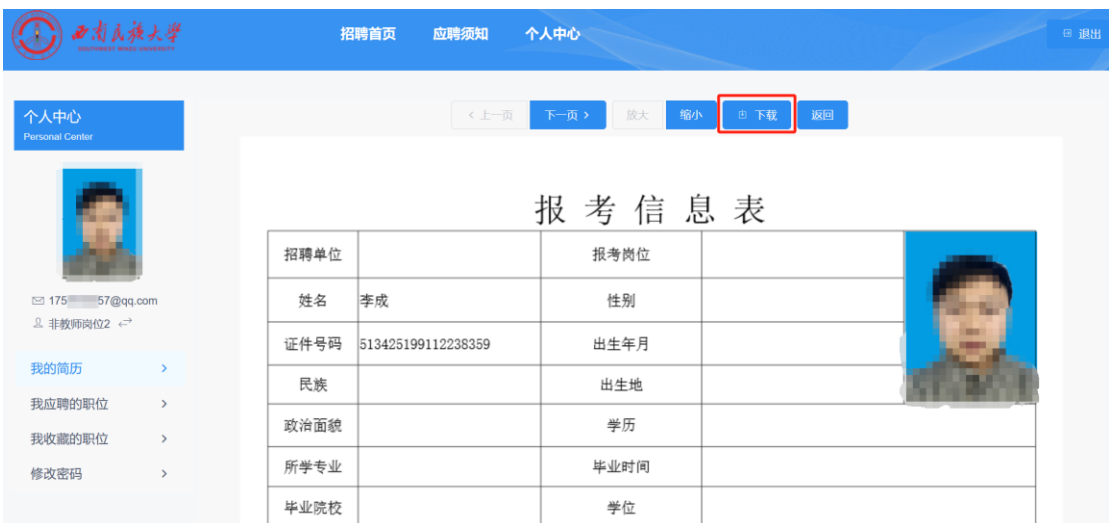 西南民族大学
SOUTHWEST MINZU UNIVERSITY
招聘首页 应聘须知 个人中心
退出
个人中心
Personal Center
175 57@qq.com
非教师岗位2
我的简历
我应聘的职位
我收藏的职位
修改密码
上一页 下一页 放大 缩小 下载 返回
报考信息表
招聘单位 报考岗位
姓名 李成 性别
证件号码 513425199112238359 出生年月
民族 出生地
政治面貌 学历
所学专业 毕业时间
毕业院校 学位